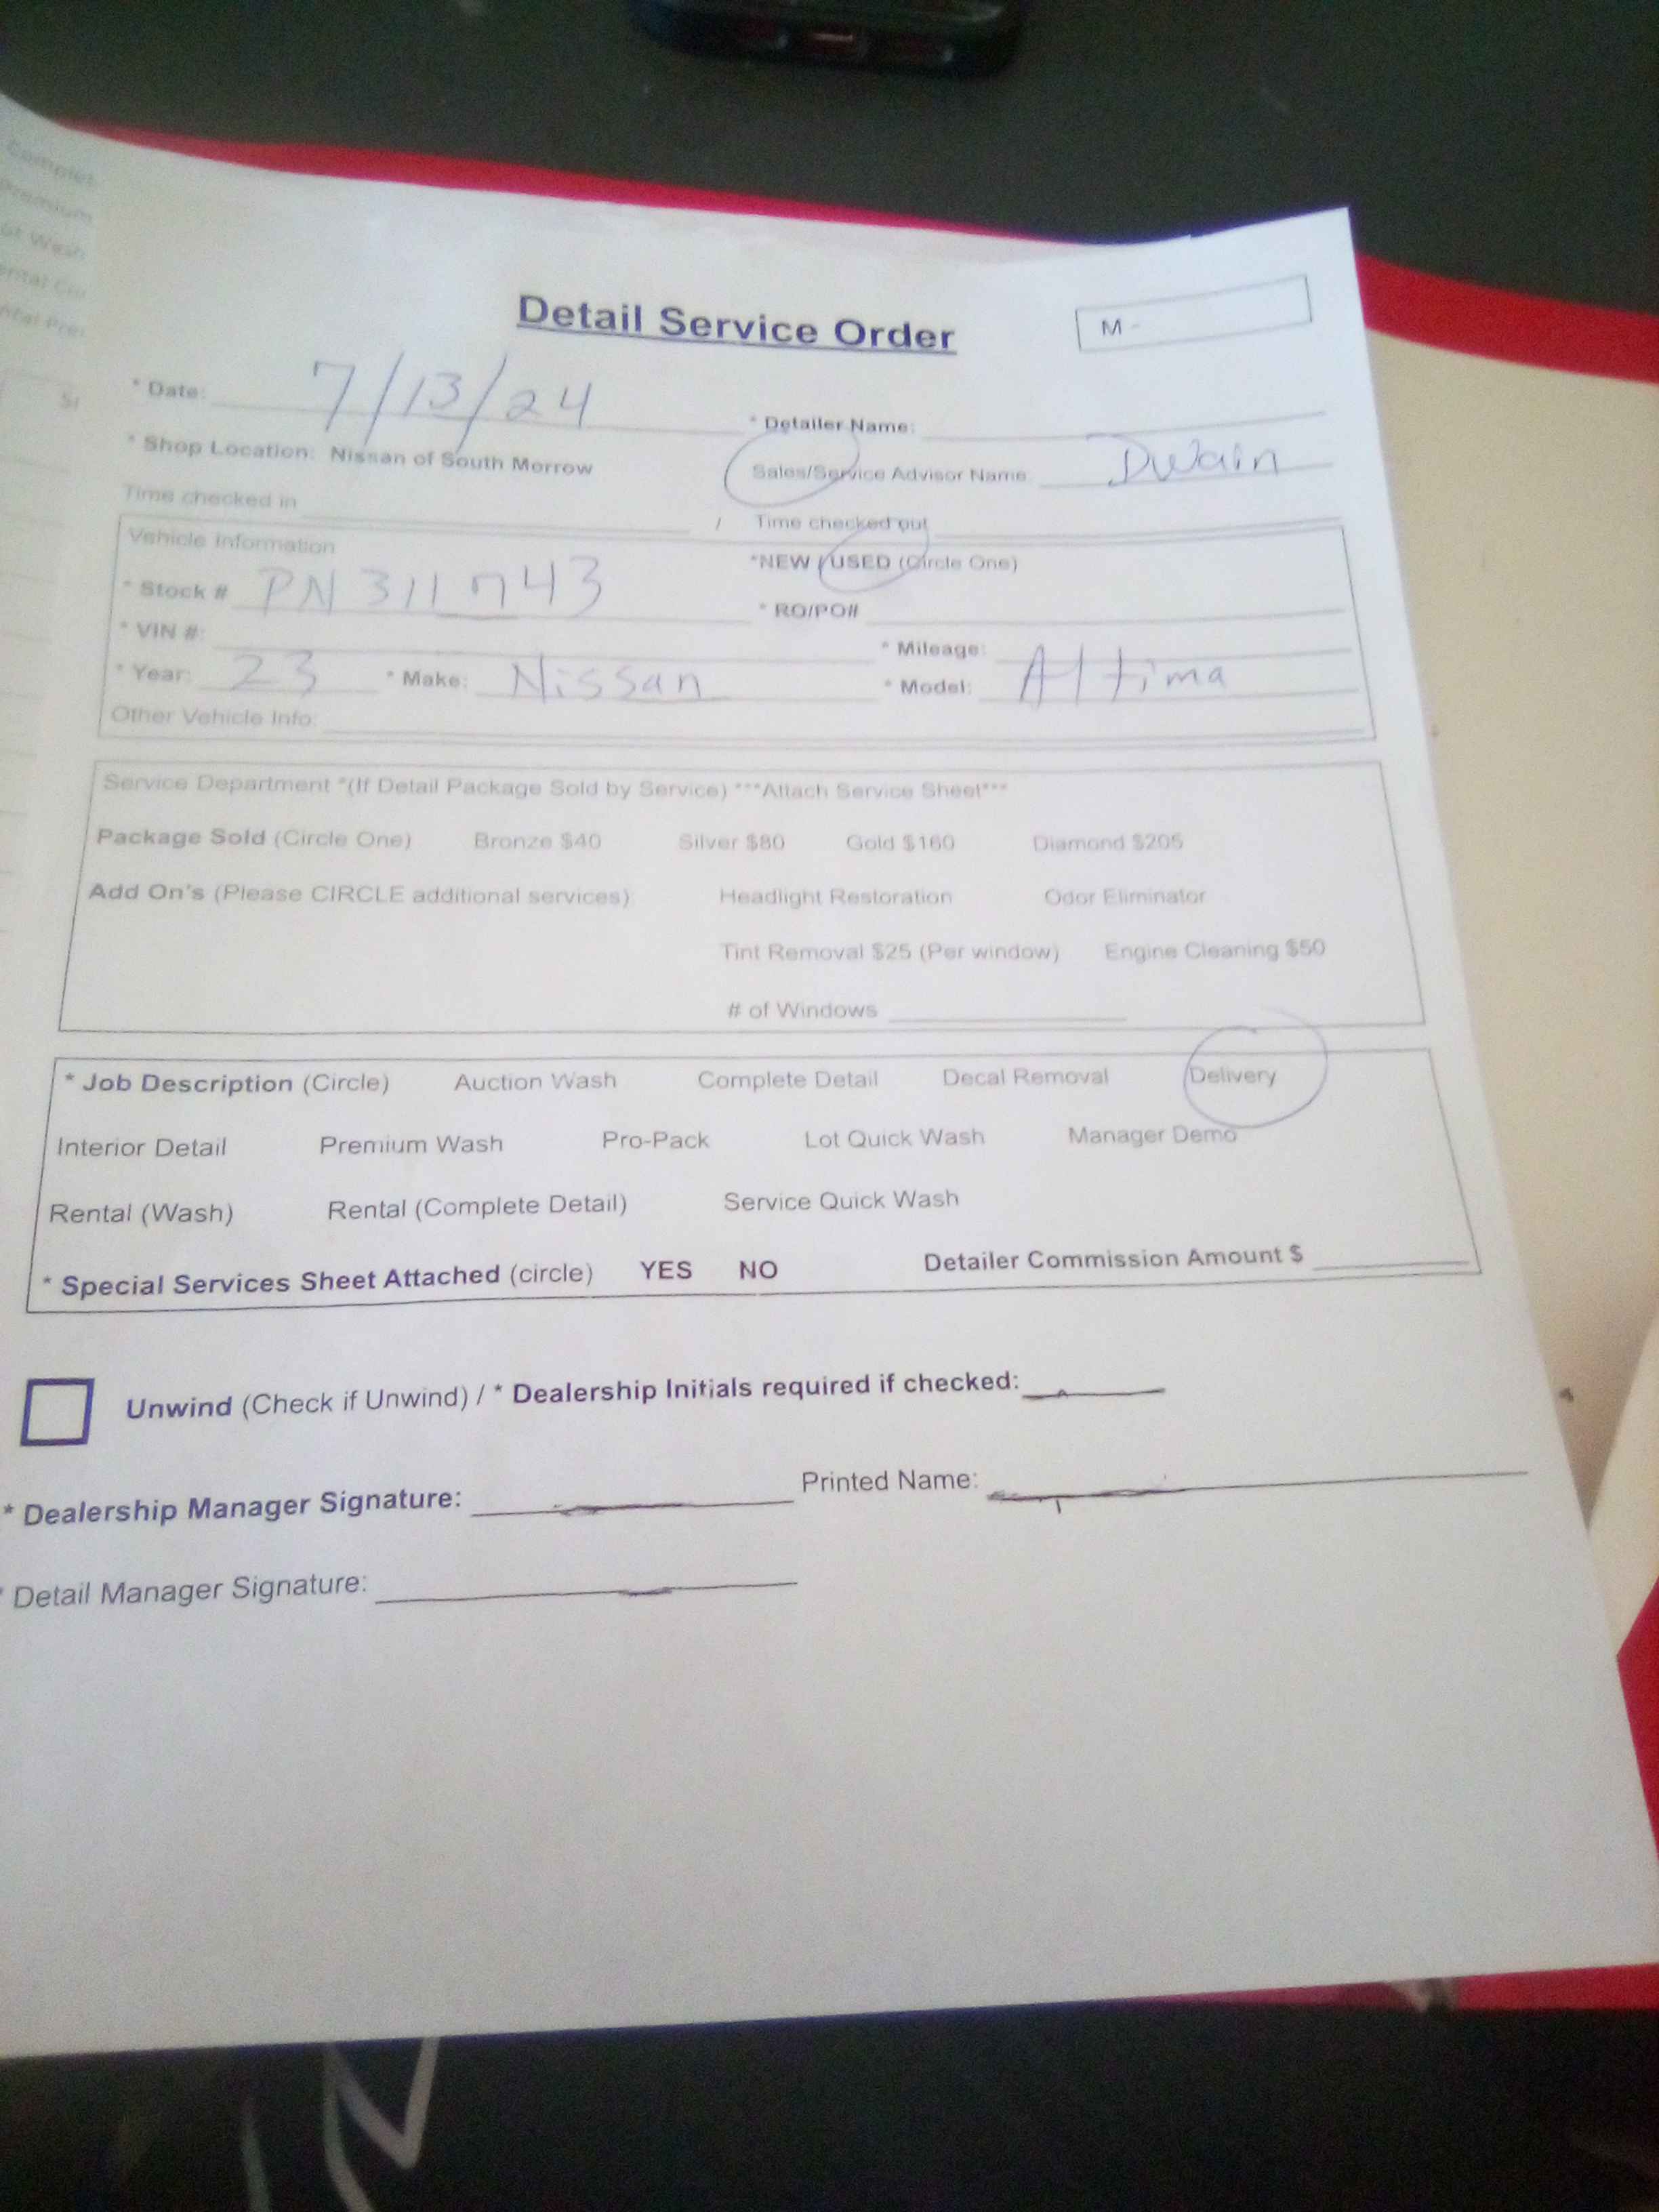 Complet
Premium
ot Wash
Detail Service Order
M -
* Date: 7/13/24
* Detailer Name:
* Shop Location: Nissan of South Morrow
Sales/Service Advisor Name Dwain
Time checked in / Time checked out
Vehicle Information
*NEW / USED (Circle One)
* Stock # PN311743
* RO/PO#
* VIN #:
* Mileage:
* Year: 23 * Make: Nissan * Model: Altima
Other Vehicle Info:
Service Department *(If Detail Package Sold by Service) ***Attach Service Sheet***
Package Sold (Circle One) Bronze $40 Silver $80 Gold $160 Diamond $205
Add On's (Please CIRCLE additional services) Headlight Restoration Odor Eliminator
Tint Removal $25 (Per window) Engine Cleaning $50
# of Windows
* Job Description (Circle) Auction Wash Complete Detail Decal Removal Delivery
Interior Detail Premium Wash Pro-Pack Lot Quick Wash Manager Demo
Rental (Wash) Rental (Complete Detail) Service Quick Wash
* Special Services Sheet Attached (circle) YES NO Detailer Commission Amount $
Unwind (Check if Unwind) / * Dealership Initials required if checked:
* Dealership Manager Signature: Printed Name:
* Detail Manager Signature: